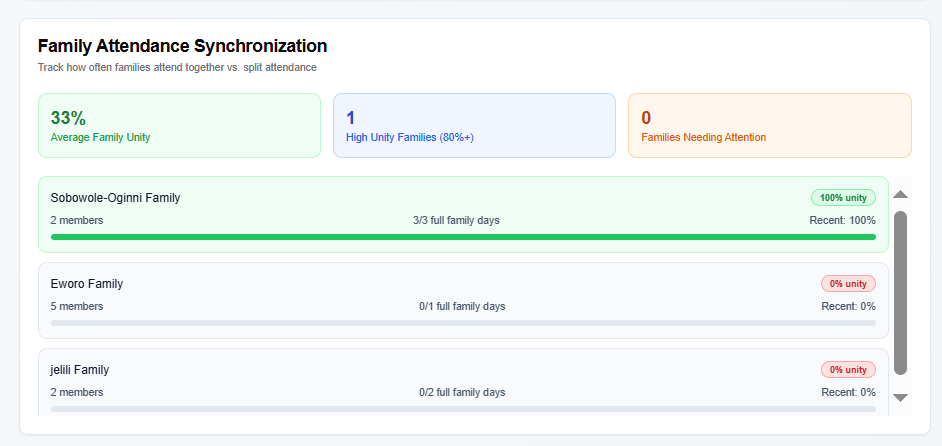 Family Attendance Synchronization
Track how often families attend together vs. split attendance
33%
Average Family Unity
1
High Unity Families (80%+)
0
Families Needing Attention
Sobowole-Oginni Family
100% unity
2 members
3/3 full family days
Recent: 100%
Eworo Family
0% unity
5 members
0/1 full family days
Recent: 0%
jelili Family
0% unity
2 members
0/2 full family days
Recent: 0%